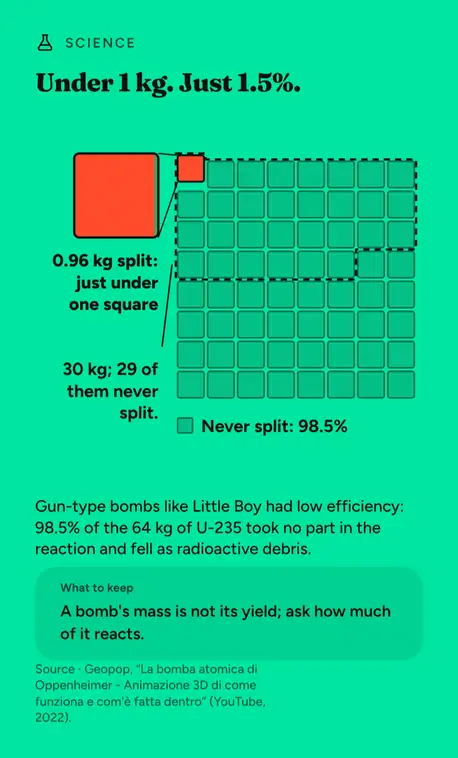 SCIENCE
Under 1 kg. Just 1.5%.
0.96 kg split:
just under
one square
30 kg; 29 of
them never
split.
Never split: 98.5%
Gun-type bombs like Little Boy had low efficiency:
98.5% of the 64 kg of U-235 took no part in the
reaction and fell as radioactive debris.
What to keep
A bomb's mass is not its yield; ask how much
of it reacts.
Source · Geopop, “La bomba atomica di
Oppenheimer - Animazione 3D di come
funziona e com'è fatta dentro” (YouTube,
2022).